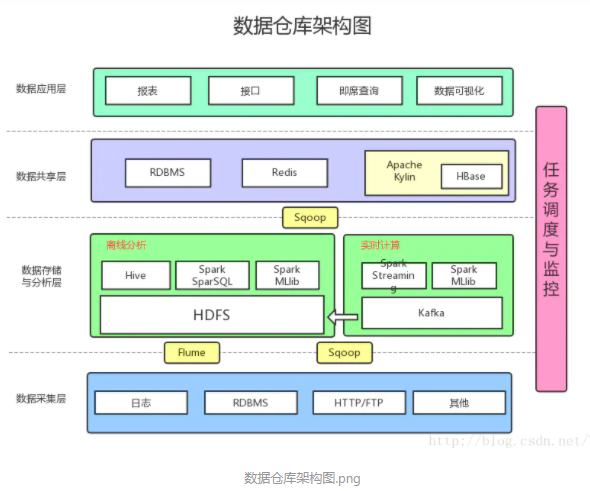 数据仓库架构图
数据应用层
报表
接口
即席查询
数据可视化
数据共享层
RDBMS
Redis
Apache
Kylin
HBase
Sqoop
任务调度与监控
数据存储
与分析层
离线分析
Hive
Spark
SparSQL
Spark
MLlib
HDFS
实时计算
Spark
Streamin
g
Spark
MLlib
Kafka
Flume
Sqoop
数据采集层
日志
RDBMS
HTTP/FTP
其他
http://blog.csdn.net/
数据仓库架构图.png